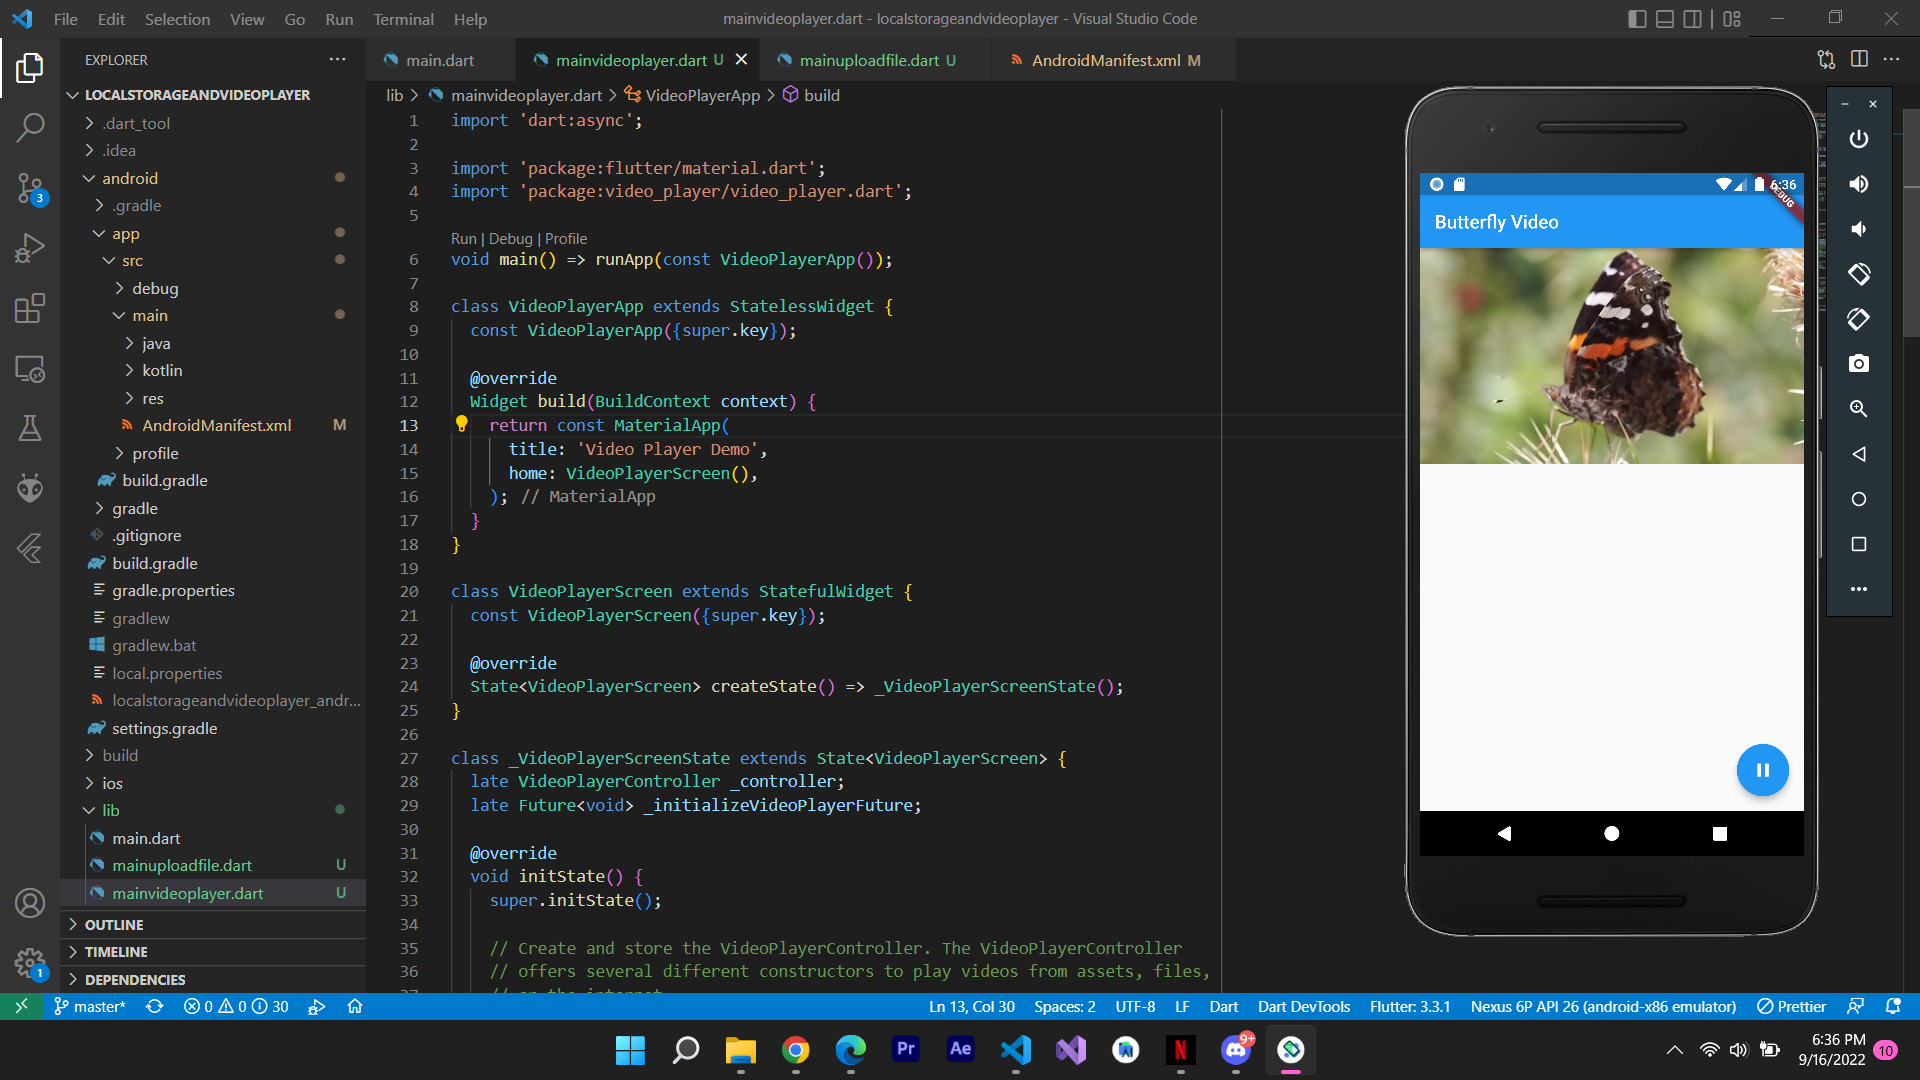 File Edit Selection View Go Run Terminal Help
mainvideoplayer.dart - localstorageandvideoplayer - Visual Studio Code
EXPLORER
LOCALSTORAGEANDVIDEOPLAYER
.dart_tool
.idea
android
.gradle
app
src
debug
main
java
kotlin
res
AndroidManifest.xml M
profile
build.gradle
gradle
.gitignore
build.gradle
gradle.properties
gradlew
gradlew.bat
local.properties
localstorageandvideoplayer_andr...
settings.gradle
build
ios
lib
main.dart
mainuploadfile.dart U
mainvideoplayer.dart U
OUTLINE
TIMELINE
DEPENDENCIES
3
1
main.dart
mainvideoplayer.dart U
mainuploadfile.dart U
AndroidManifest.xml M
lib > mainvideoplayer.dart > VideoPlayerApp > build
1 import 'dart:async';
2
3 import 'package:flutter/material.dart';
4 import 'package:video_player/video_player.dart';
5
Run | Debug | Profile
6 void main() => runApp(const VideoPlayerApp());
7
8 class VideoPlayerApp extends StatelessWidget {
9 const VideoPlayerApp({super.key});
10
11 @override
12 Widget build(BuildContext context) {
13 return const MaterialApp(
14 title: 'Video Player Demo',
15 home: VideoPlayerScreen(),
16 ); // MaterialApp
17 }
18 }
19
20 class VideoPlayerScreen extends StatefulWidget {
21 const VideoPlayerScreen({super.key});
22
23 @override
24 State<VideoPlayerScreen> createState() => _VideoPlayerScreenState();
25 }
26
27 class _VideoPlayerScreenState extends State<VideoPlayerScreen> {
28 late VideoPlayerController _controller;
29 late Future<void> _initializeVideoPlayerFuture;
30
31 @override
32 void initState() {
33 super.initState();
34
35 // Create and store the VideoPlayerController. The VideoPlayerController
36 // offers several different constructors to play videos from assets, files,
6:36
DEBUG
Butterfly Video
master* 0 0 30
Ln 13, Col 30 Spaces: 2 UTF-8 LF Dart Dart DevTools Flutter: 3.3.1 Nexus 6P API 26 (android-x86 emulator) Prettier
Pr Ae N 9+
6:36 PM
9/16/2022
10